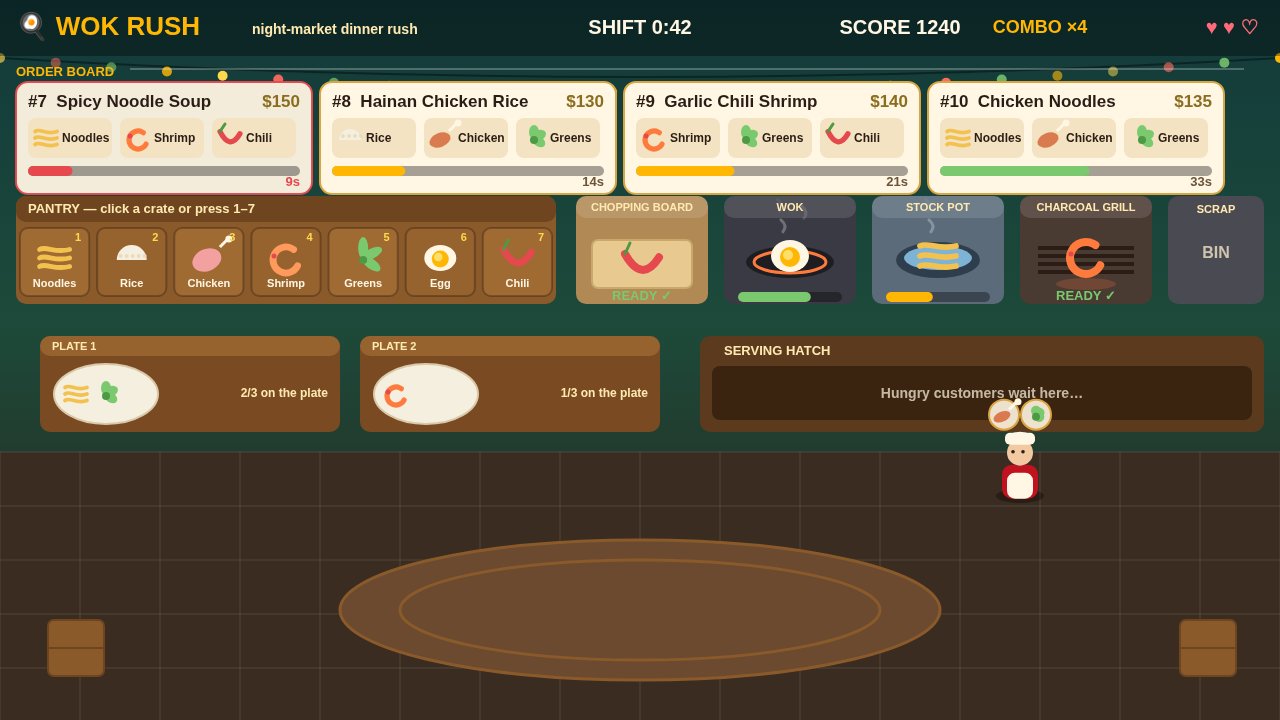 WOK RUSH night-market dinner rush SHIFT 0:42 SCORE 1240 COMBO ×4 ♥ ♥ ♡
ORDER BOARD
#7 Spicy Noodle Soup $150
Noodles Shrimp Chili
9s
#8 Hainan Chicken Rice $130
Rice Chicken Greens
14s
#9 Garlic Chili Shrimp $140
Shrimp Greens Chili
21s
#10 Chicken Noodles $135
Noodles Chicken Greens
33s
PANTRY — click a crate or press 1–7
1 2 3 4 5 6 7
Noodles Rice Chicken Shrimp Greens Egg Chili
CHOPPING BOARD
READY ✓
WOK
STOCK POT
CHARCOAL GRILL
READY ✓
SCRAP
BIN
PLATE 1
2/3 on the plate
PLATE 2
1/3 on the plate
SERVING HATCH
Hungry customers wait here…